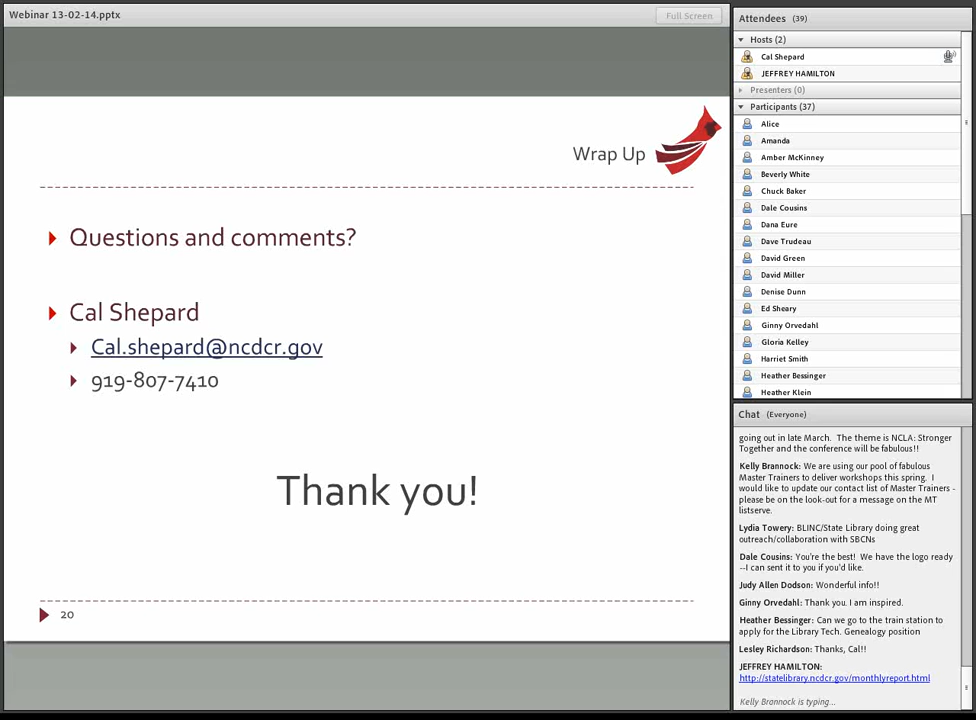 Webinar 13-02-14.pptx
Full Screen
Wrap Up
Questions and comments?
Cal Shepard
Cal.shepard@ncdcr.gov
919-807-7410
Thank you!
20
Attendees (39)
Hosts (2)
Cal Shepard
JEFFREY HAMILTON
Presenters (0)
Participants (37)
Alice
Amanda
Amber McKinney
Beverly White
Chuck Baker
Dale Cousins
Dana Eure
Dave Trudeau
David Green
David Miller
Denise Dunn
Ed Sheary
Ginny Orvedahl
Gloria Kelley
Harriet Smith
Heather Bessinger
Heather Klein
Chat (Everyone)
going out in late March. The theme is NCLA: Stronger
Together and the conference will be fabulous!!
Kelly Brannock: We are using our pool of fabulous
Master Trainers to deliver workshops this spring. I
would like to update our contact list of Master Trainers -
please be on the look-out for a message on the MT
listserve.
Lydia Towery: BLINC/State Library doing great
outreach/collaboration with SBCNs
Dale Cousins: You're the best! We have the logo ready
--I can sent it to you if you'd like.
Judy Allen Dodson: Wonderful info!!
Ginny Orvedahl: Thank you. I am inspired.
Heather Bessinger: Can we go to the train station to
apply for the Library Tech. Genealogy position
Lesley Richardson: Thanks, Cal!!
JEFFREY HAMILTON:
http://statelibrary.ncdcr.gov/monthlyreport.html
Kelly Brannock is typing...